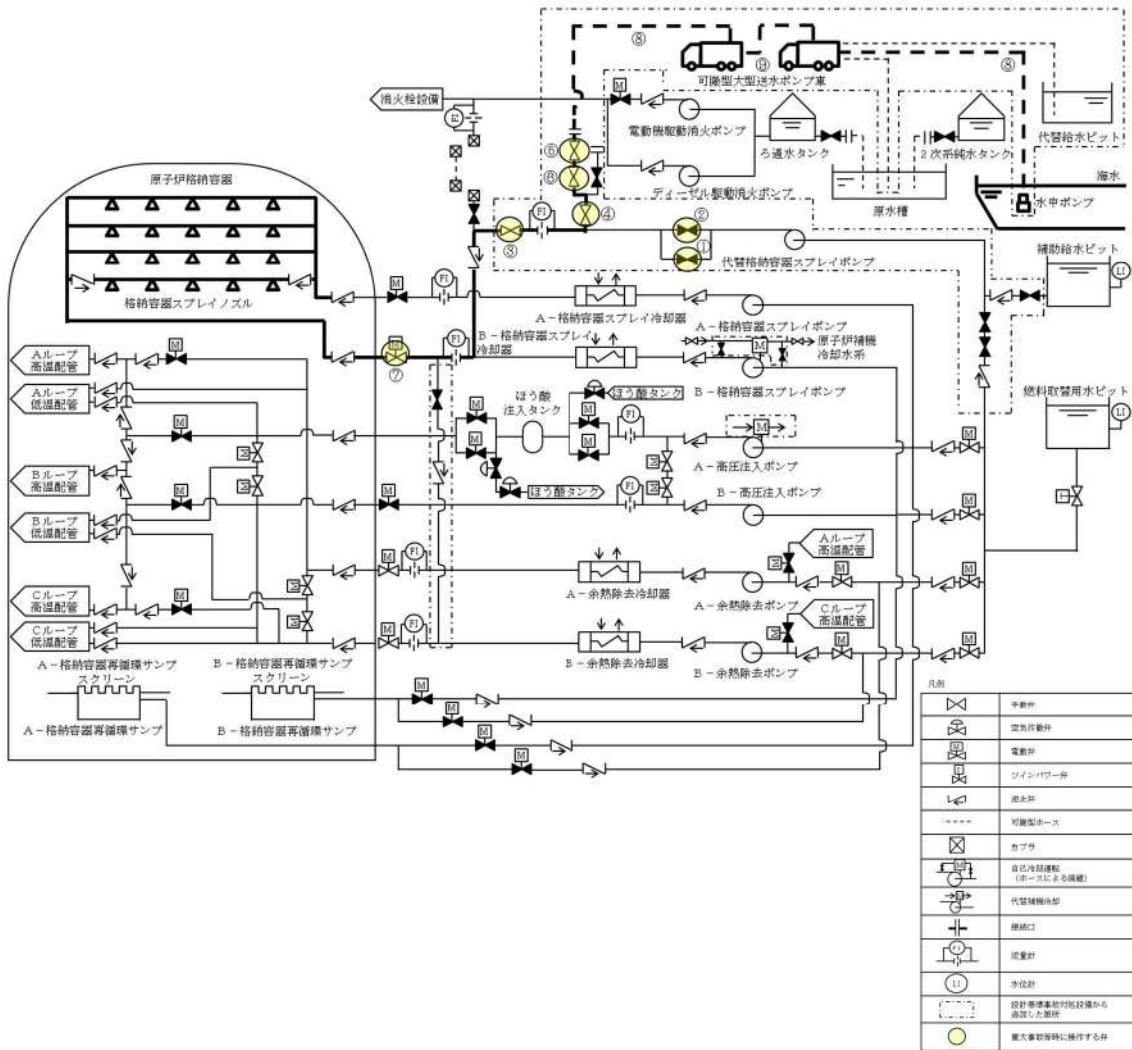 ⑧
⑨
⑧
可搬型大型送水ポンプ車
消火栓設備
M
FI
電動機駆動消火ポンプ
ろ過水タンク
2次系純水タンク
代替給水ピット
⑥
⑥
ディーゼル駆動消火ポンプ
原水槽
海水
水中ポンプ
原子炉格納容器
④
③
FI
②
①
代替格納容器スプレイポンプ
補助給水ピット
LI
格納容器スプレイノズル
M
FI
A-格納容器スプレイ冷却器
A-格納容器スプレイポンプ
B-格納容器スプレイ
冷却器
原子炉補機
冷却水系
M
M
⑦
FI
B-格納容器スプレイポンプ
Aループ
高温配管
M
Aループ
低温配管
ほう酸
注入タンク
ほう酸タンク
燃料取替用水ピット
LI
M
M
M
M
M
FI
M
M
A-高圧注入ポンプ
M
M
M
Bループ
高温配管
M
M
ほう酸タンク
M
M
FI
B-高圧注入ポンプ
M
Bループ
低温配管
Aループ
高温配管
M
FI
M
M
M
M
A-余熱除去冷却器
A-余熱除去ポンプ
Cループ
高温配管
M
Cループ
高温配管
M
Cループ
低温配管
M
FI
M
M
M
B-余熱除去冷却器
B-余熱除去ポンプ
A-格納容器再循環サンプ
スクリーン
B-格納容器再循環サンプ
スクリーン
M
M
A-格納容器再循環サンプ
B-格納容器再循環サンプ
M
M
凡例
手動弁
空気作動弁
M
電動弁
ツインパワー弁
逆止弁
可搬型ホース
カプラ
M
自己冷却運転
(ホースによる接続)
代替補機冷却
接続口
FI
流量計
LI
水位計
設計基準事故対処設備から
追加した箇所
重大事故等時に操作する弁